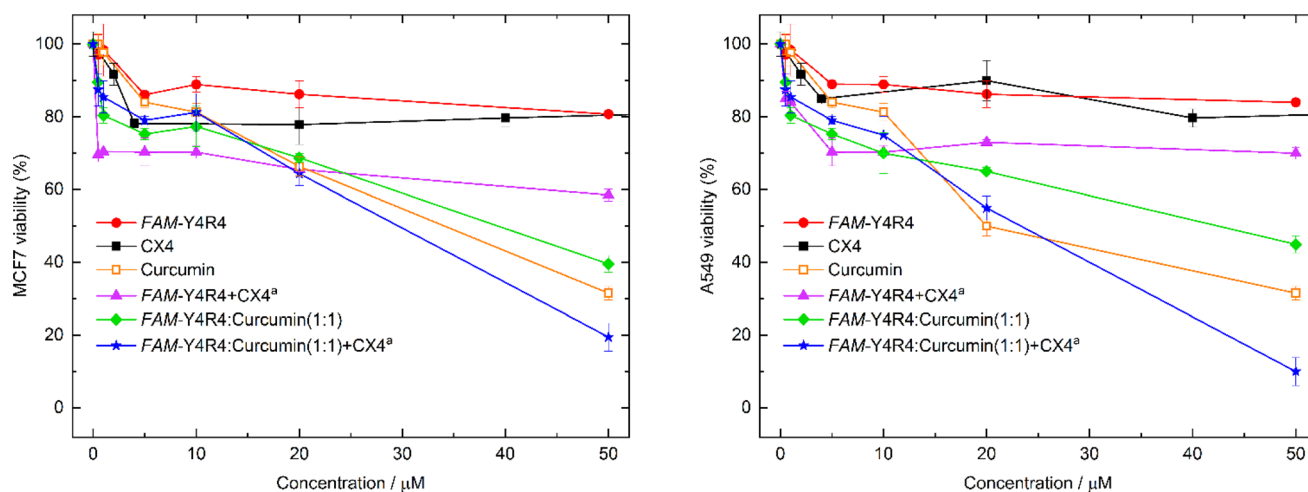 MCF7 viability (%)
100
80
60
40
20
0
FAM-Y4R4
CX4
Curcumin
FAM-Y4R4+CX4ª
FAM-Y4R4:Curcumin(1:1)
FAM-Y4R4:Curcumin(1:1)+CX4ª
0 10 20 30 40 50
Concentration / μM
A549 viability (%)
100
80
60
40
20
0
FAM-Y4R4
CX4
Curcumin
FAM-Y4R4+CX4ª
FAM-Y4R4:Curcumin(1:1)
FAM-Y4R4:Curcumin(1:1)+CX4ª
0 10 20 30 40 50
Concentration / μM